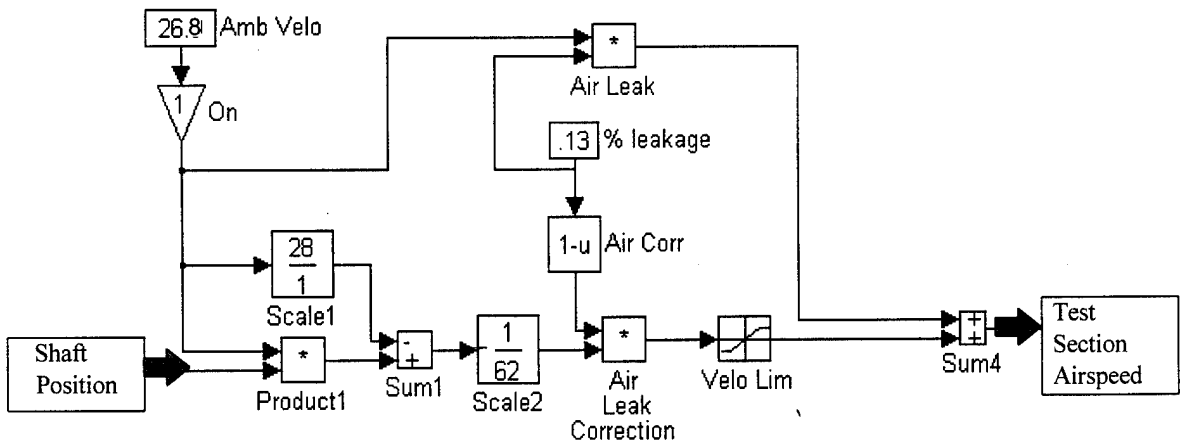 26.8 Amb Velo
1 On
*
Air Leak
.13 % leakage
1-u Air Corr
28
1
Scale1
Shaft
Position
*
Product1
-
+
Sum1
1
62
Scale2
*
Air
Leak
Correction
Velo Lim
+
+
Sum4
Test
Section
Airspeed